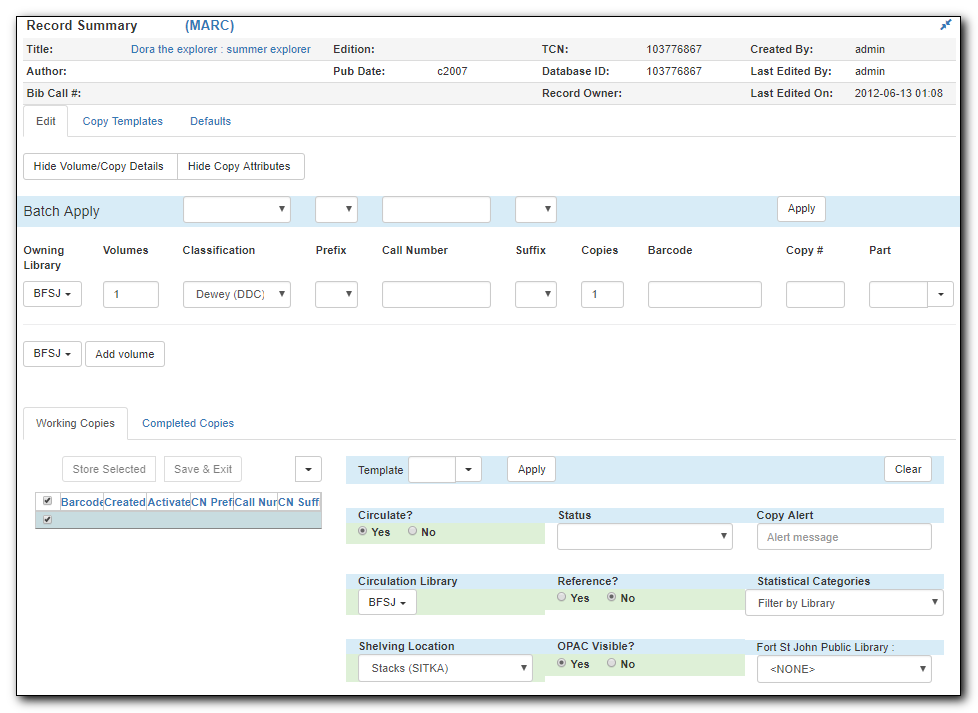 Record Summary (MARC)
Title: Dora the explorer : summer explorer Edition: TCN: 103776867 Created By: admin
Author: Pub Date: c2007 Database ID: 103776867 Last Edited By: admin
Bib Call #: Record Owner: Last Edited On: 2012-06-13 01:08
Edit Copy Templates Defaults
Hide Volume/Copy Details Hide Copy Attributes
Batch Apply Apply
Owning Library Volumes Classification Prefix Call Number Suffix Copies Barcode Copy # Part
BFSJ 1 Dewey (DDC) 1
BFSJ Add volume
Working Copies Completed Copies
Store Selected Save & Exit Template Apply Clear
Barcode Created Activate CN Prefi Call Nur CN Suff
Circulate? Status Copy Alert
Yes No Alert message
Circulation Library Reference? Statistical Categories
BFSJ Yes No Filter by Library
Shelving Location OPAC Visible? Fort St John Public Library :
Stacks (SITKA) Yes No <NONE>